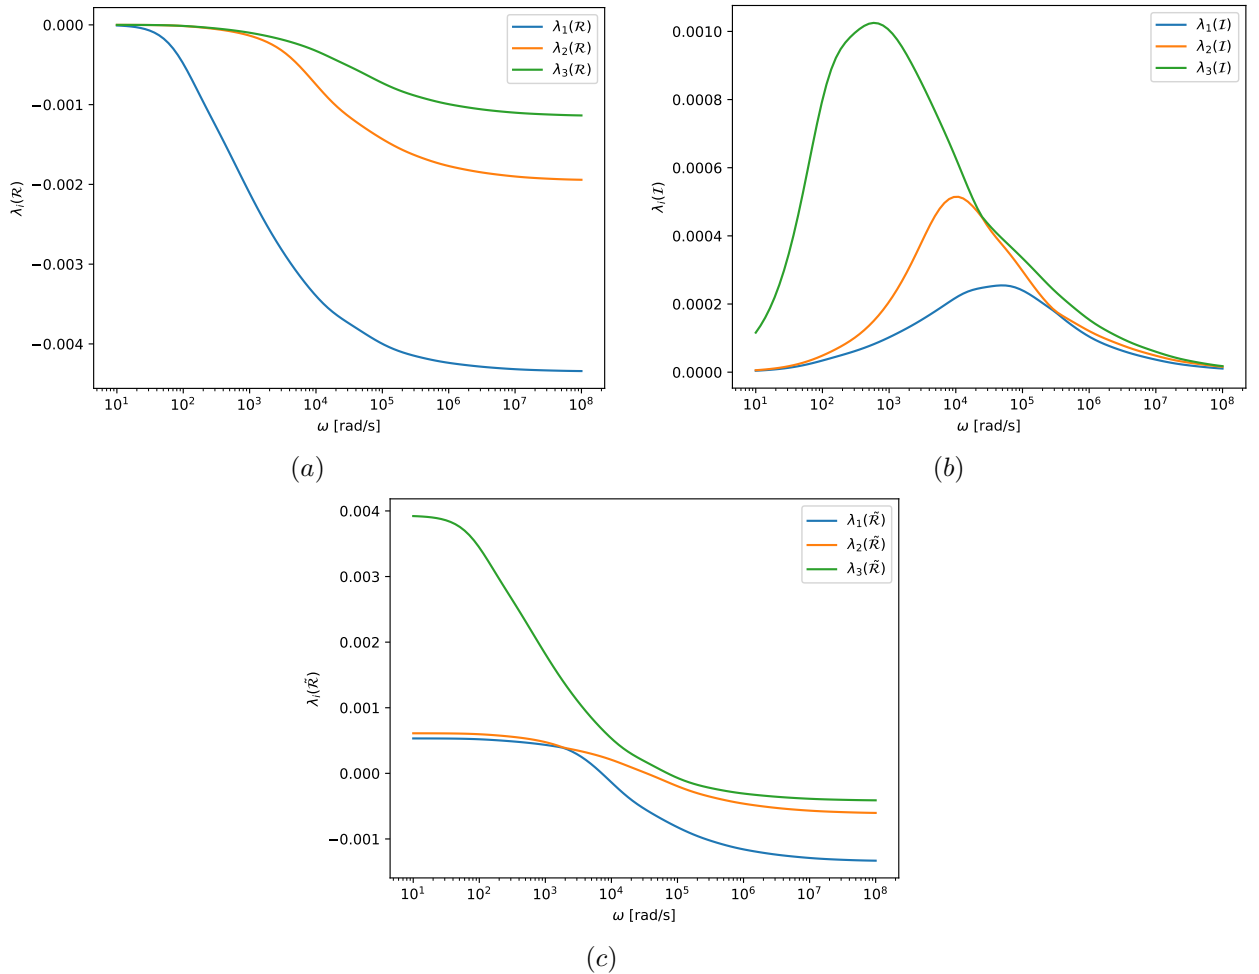 0.000
−0.001
−0.002
−0.003
−0.004
λᵢ(ℛ)
λ₁(ℛ)
λ₂(ℛ)
λ₃(ℛ)
10¹ 10² 10³ 10⁴ 10⁵ 10⁶ 10⁷ 10⁸
ω [rad/s]
(a)
0.0010
0.0008
0.0006
0.0004
0.0002
0.0000
λᵢ(ℐ)
λ₁(ℐ)
λ₂(ℐ)
λ₃(ℐ)
10¹ 10² 10³ 10⁴ 10⁵ 10⁶ 10⁷ 10⁸
ω [rad/s]
(b)
0.004
0.003
0.002
0.001
0.000
−0.001
λᵢ(ℛ̃)
λ₁(ℛ̃)
λ₂(ℛ̃)
λ₃(ℛ̃)
10¹ 10² 10³ 10⁴ 10⁵ 10⁶ 10⁷ 10⁸
ω [rad/s]
(c)